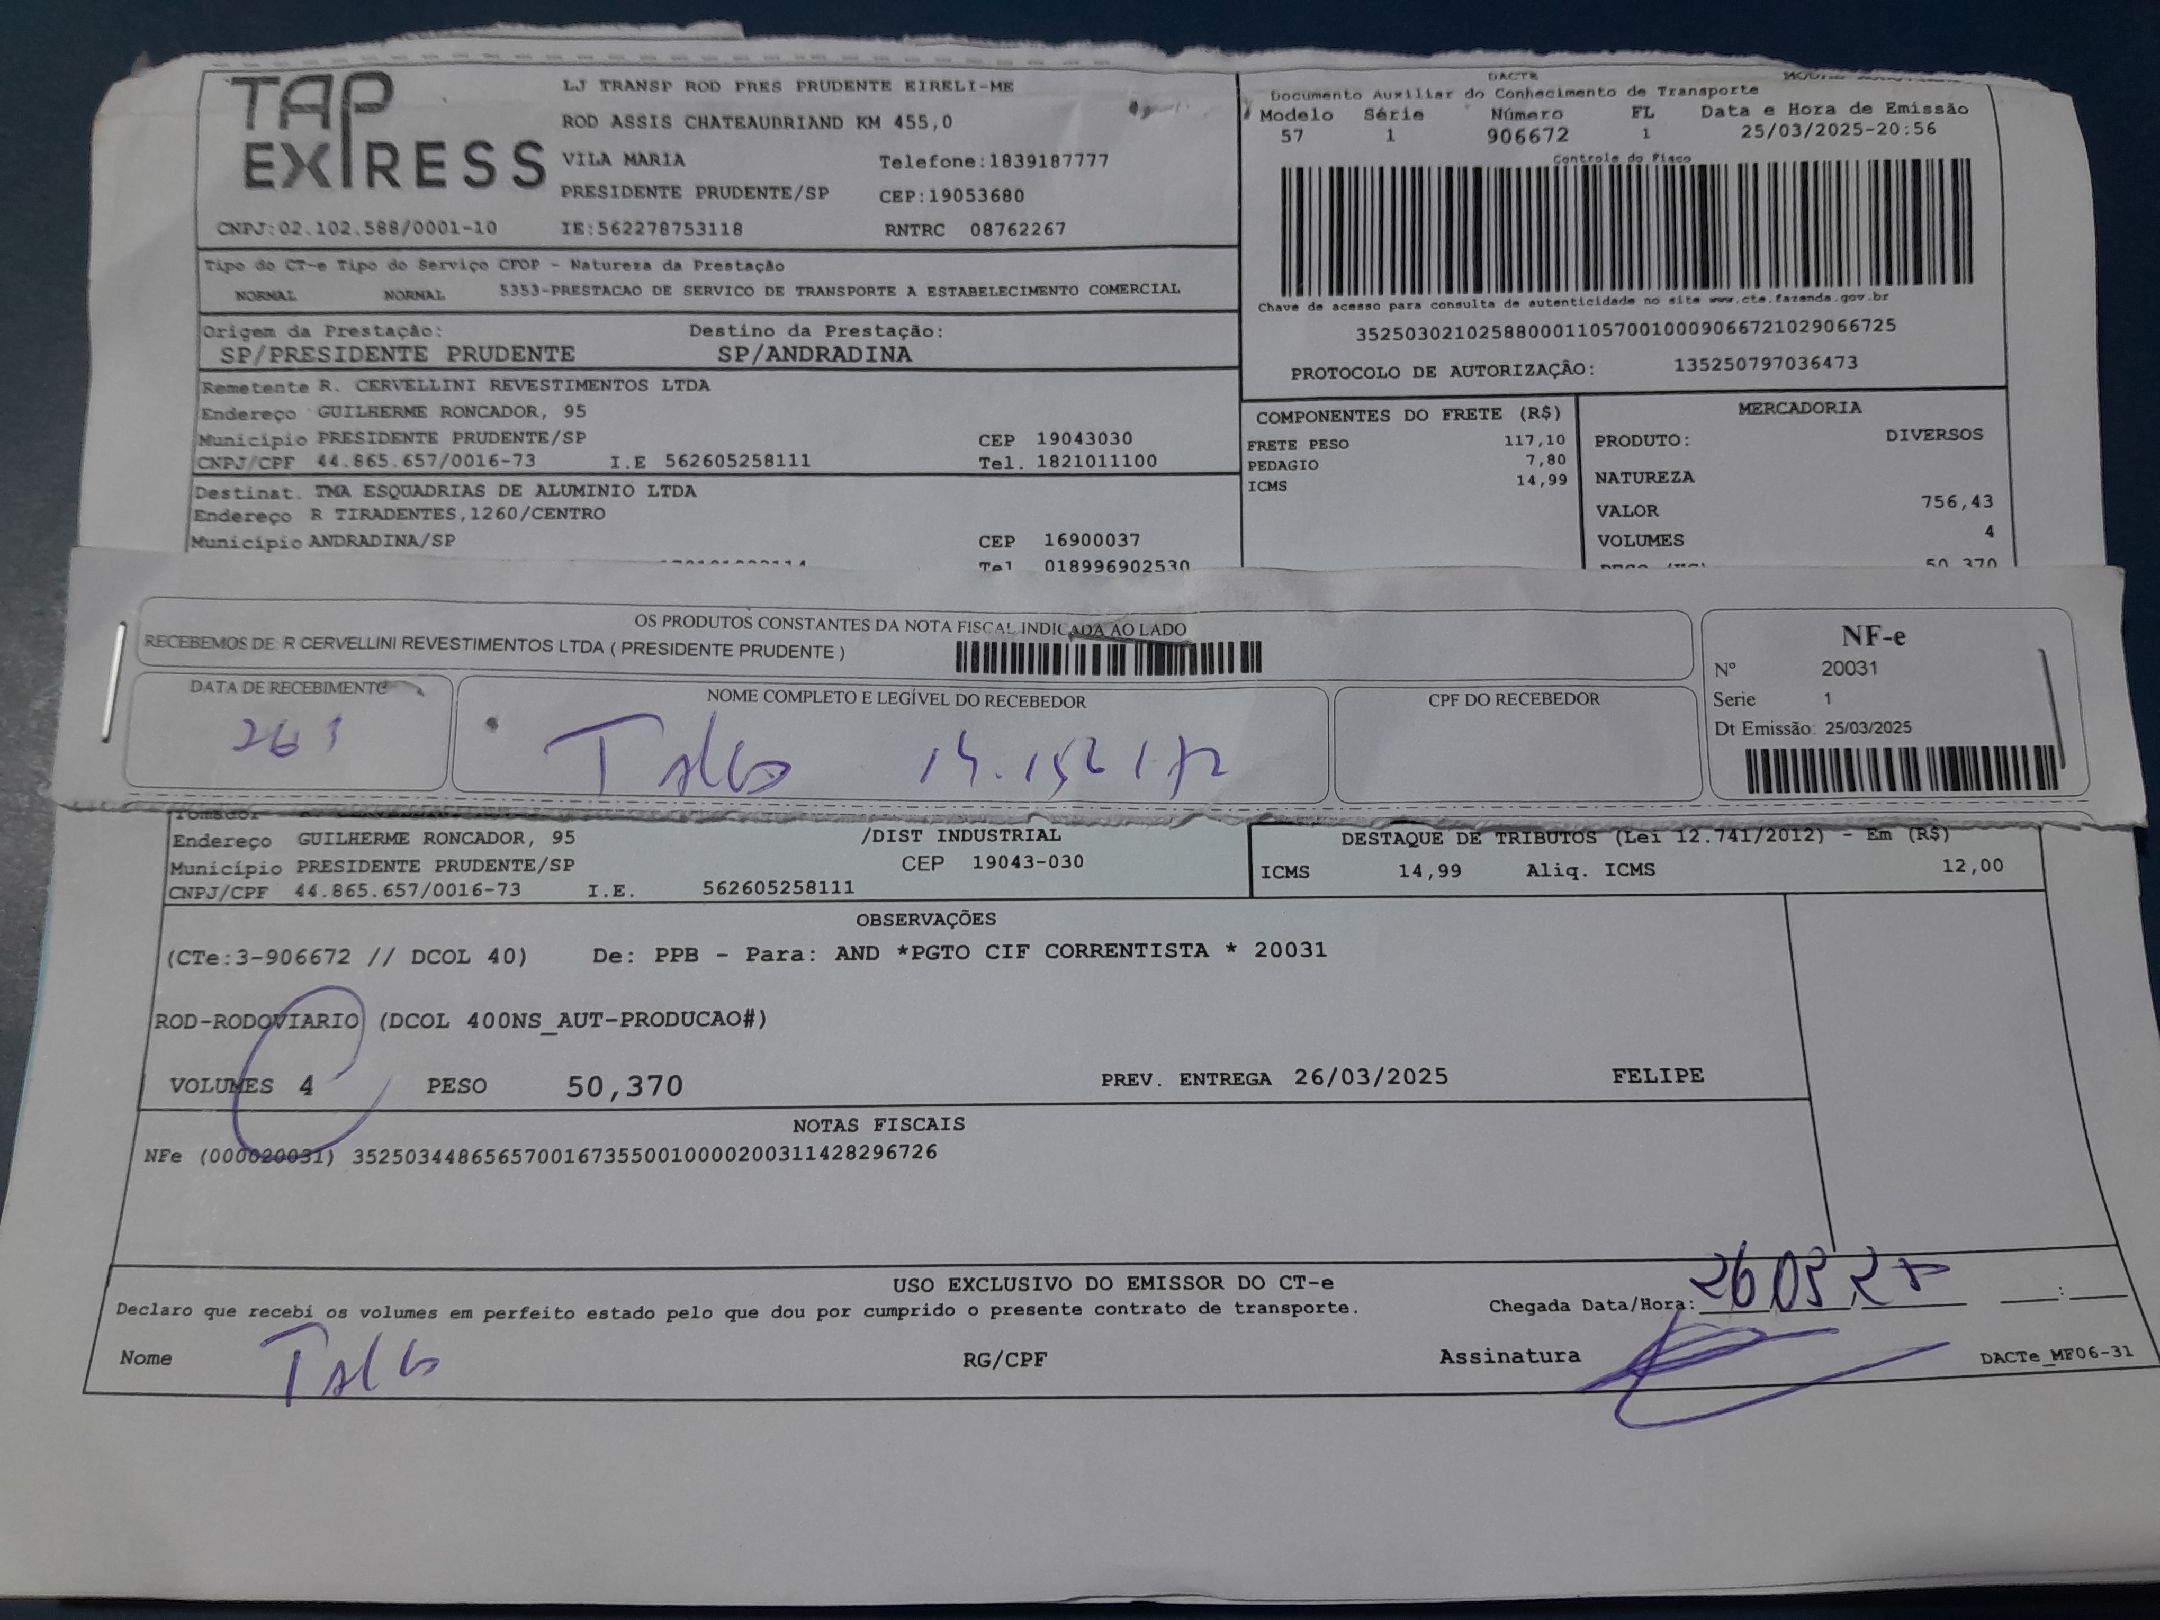 TAP EXPRESS
LJ TRANSP ROD PRES PRUDENTE EIRELI-ME
ROD ASSIS CHATEAUBRIAND KM 455,0
VILA MARIA Telefone:1839187777
PRESIDENTE PRUDENTE/SP CEP:19053680
CNPJ:02.102.588/0001-10 IE:562278753118 RNTRC 08762267
DACTE
Documento Auxiliar do Conhecimento de Transporte
Modelo Série Número FL Data e Hora de Emissão
57 1 906672 1 25/03/2025-20:56
Controle do Fisco
Chave de acesso para consulta de autenticidade no site www.cte.fazenda.gov.br
35250302102588000110570010009066721029066725
PROTOCOLO DE AUTORIZAÇÃO: 135250797036473
Tipo do CT-e Tipo do Serviço CFOP - Natureza da Prestação
NORMAL NORMAL 5353-PRESTACAO DE SERVICO DE TRANSPORTE A ESTABELECIMENTO COMERCIAL
Origem da Prestação: Destino da Prestação:
SP/PRESIDENTE PRUDENTE SP/ANDRADINA
Remetente R. CERVELLINI REVESTIMENTOS LTDA
Endereço GUILHERME RONCADOR, 95
Município PRESIDENTE PRUDENTE/SP CEP 19043030
CNPJ/CPF 44.865.657/0016-73 I.E 562605258111 Tel. 1821011100
Destinat. TMA ESQUADRIAS DE ALUMINIO LTDA
Endereço R TIRADENTES,1260/CENTRO
Município ANDRADINA/SP CEP 16900037
Tel 018996902530
COMPONENTES DO FRETE (R$)
FRETE PESO 117,10
PEDAGIO 7,80
ICMS 14,99
MERCADORIA
PRODUTO: DIVERSOS
NATUREZA
VALOR 756,43
VOLUMES 4
50,370
OS PRODUTOS CONSTANTES DA NOTA FISCAL INDICADA AO LADO
RECEBEMOS DE R CERVELLINI REVESTIMENTOS LTDA ( PRESIDENTE PRUDENTE )
DATA DE RECEBIMENTO NOME COMPLETO E LEGÍVEL DO RECEBEDOR CPF DO RECEBEDOR
NF-e
Nº 20031
Serie 1
Dt Emissão: 25/03/2025
Tomador
Endereço GUILHERME RONCADOR, 95 /DIST INDUSTRIAL
Município PRESIDENTE PRUDENTE/SP CEP 19043-030
CNPJ/CPF 44.865.657/0016-73 I.E. 562605258111
DESTAQUE DE TRIBUTOS (Lei 12.741/2012) - Em (R$)
ICMS 14,99 Aliq. ICMS 12,00
OBSERVAÇÕES
(CTe:3-906672 // DCOL 40) De: PPB - Para: AND *PGTO CIF CORRENTISTA * 20031
ROD-RODOVIARIO (DCOL 400NS_AUT-PRODUCAO#)
VOLUMES 4 PESO 50,370 PREV. ENTREGA 26/03/2025 FELIPE
NOTAS FISCAIS
NFe (000020031) 35250344865657001673550010000200311428296726
USO EXCLUSIVO DO EMISSOR DO CT-e
Declaro que recebi os volumes em perfeito estado pelo que dou por cumprido o presente contrato de transporte. Chegada Data/Hora: 26 03
Nome RG/CPF Assinatura DACTe_MF06-31